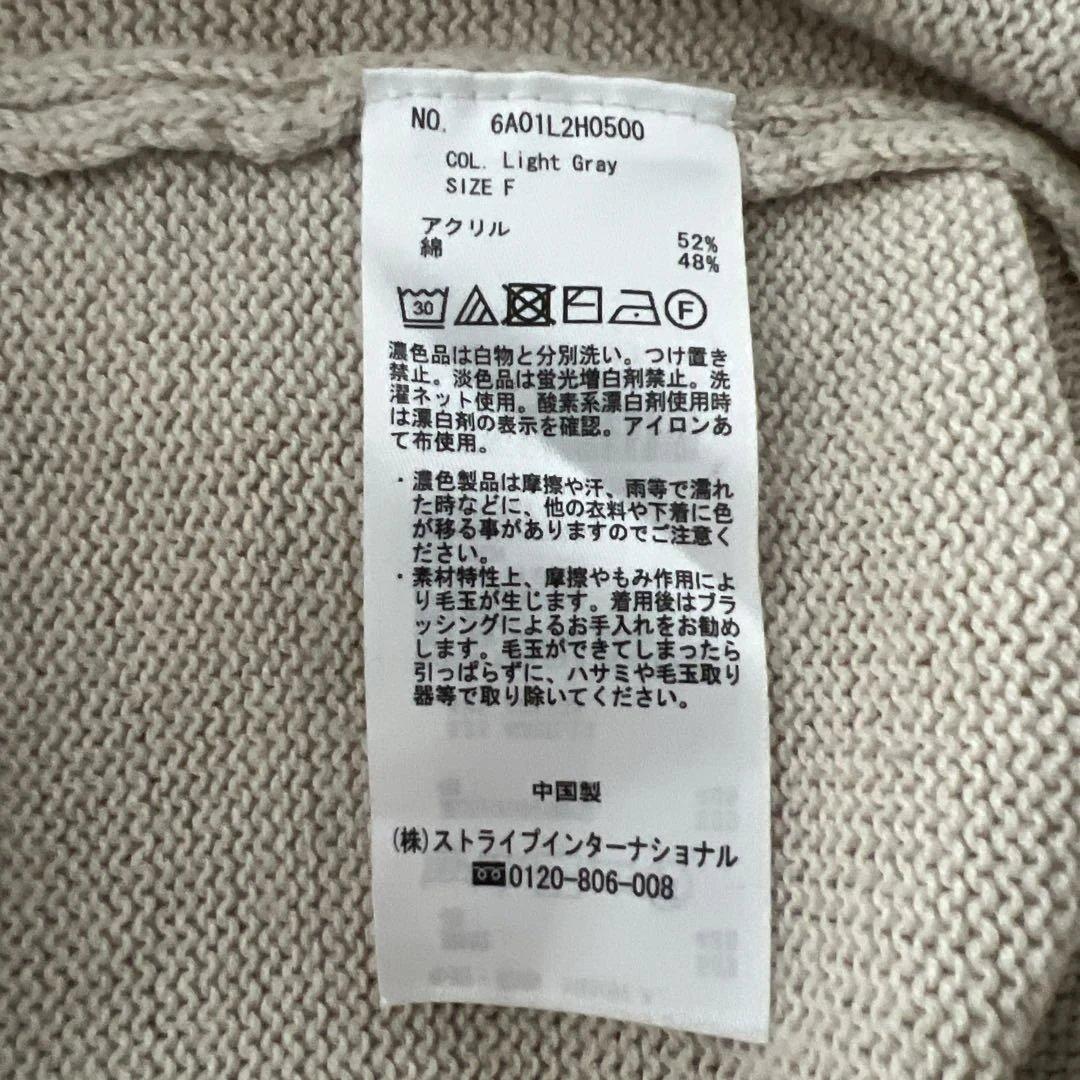 NO. 6A01L2H0500
COL. Light Gray
SIZE F
アクリル 52%
綿 48%
30
F
濃色品は白物と分別洗い。つけ置き
禁止。淡色品は蛍光増白剤禁止。洗
濯ネット使用。酸素系漂白剤使用時
は漂白剤の表示を確認。アイロンあ
て布使用。
・濃色製品は摩擦や汗、雨等で濡れ
た時などに、他の衣料や下着に色
が移る事がありますのでご注意く
ださい。
・素材特性上、摩擦やもみ作用によ
り毛玉が生じます。着用後はブラ
ッシングによるお手入れをお勧め
します。毛玉ができてしまったら
引っぱらずに、ハサミや毛玉取り
器等で取り除いてください。
中国製
(株)ストライプインターナショナル
0120-806-008